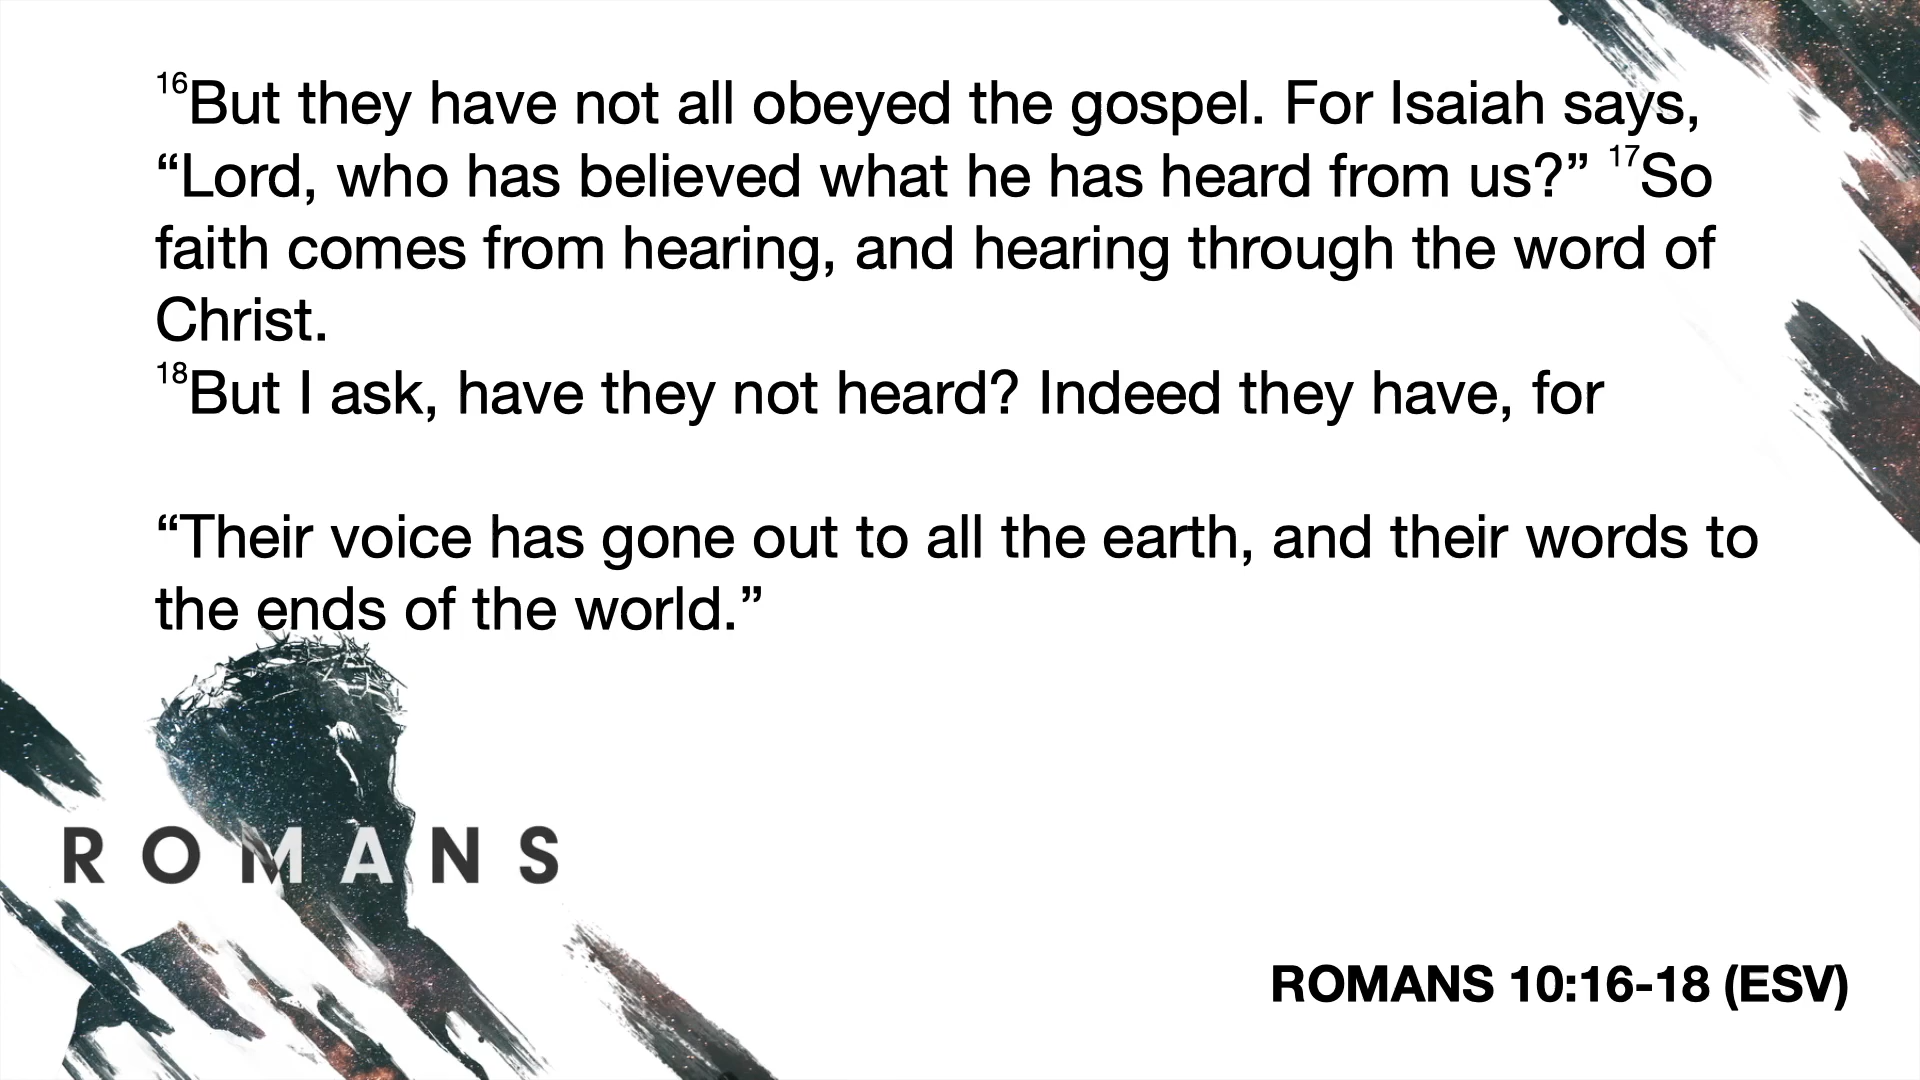 16But they have not all obeyed the gospel. For Isaiah says,
“Lord, who has believed what he has heard from us?” 17So
faith comes from hearing, and hearing through the word of
Christ.
18But I ask, have they not heard? Indeed they have, for
“Their voice has gone out to all the earth, and their words to
the ends of the world.”
ROMANS
ROMANS 10:16-18 (ESV)